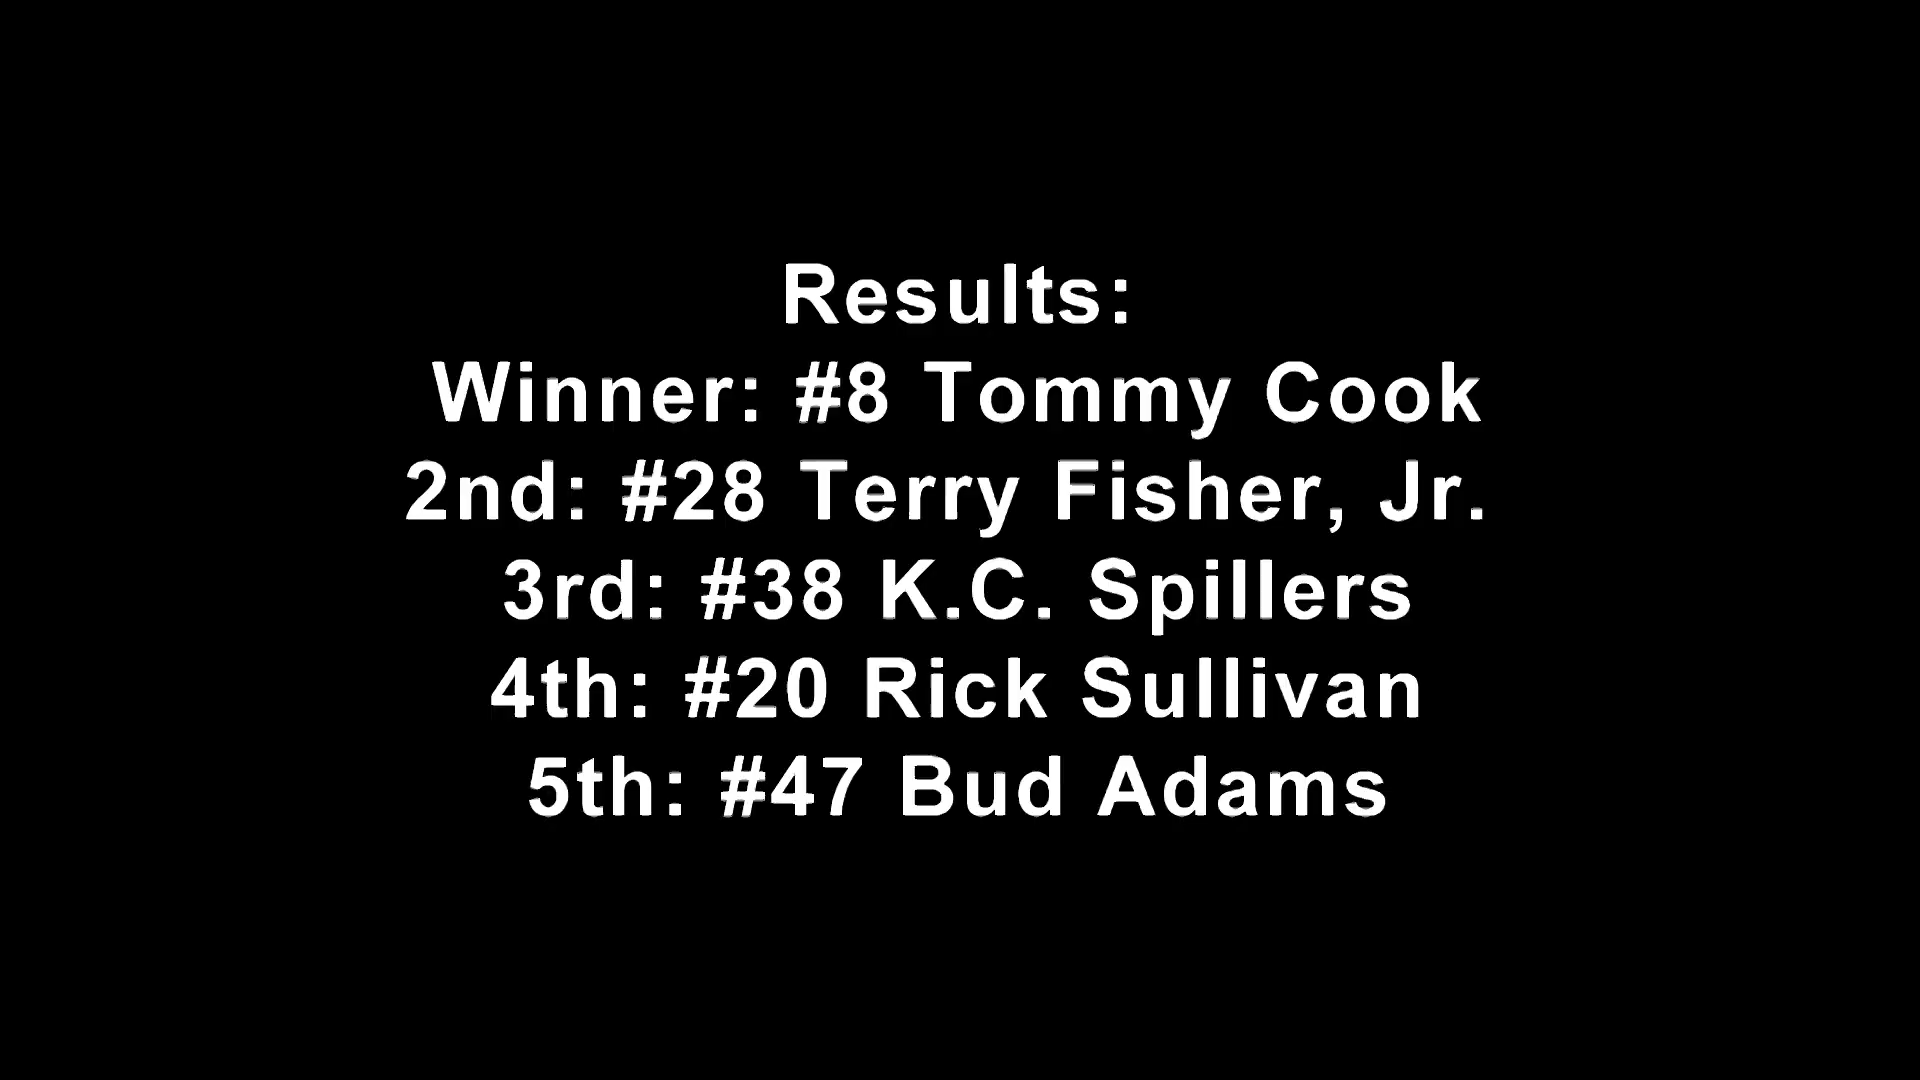 Results:
Winner: #8 Tommy Cook
2nd: #28 Terry Fisher, Jr.
3rd: #38 K.C. Spillers
4th: #20 Rick Sullivan
5th: #47 Bud Adams